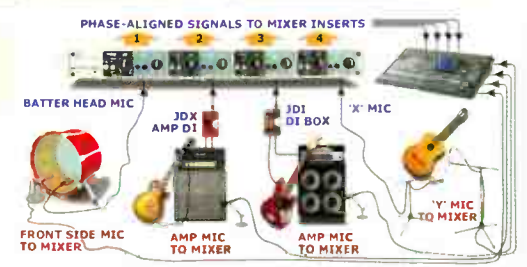 PHASE-ALIGNED SIGNALS TO MIXER INSERTS
1 2 3 4
BATTER HEAD MIC
JDX
AMP DI
JDI
DI BOX
'X' MIC
FRONT SIDE MIC
TO MIXER
AMP MIC
TO MIXER
AMP MIC
TO MIXER
'Y' MIC
TO MIXER